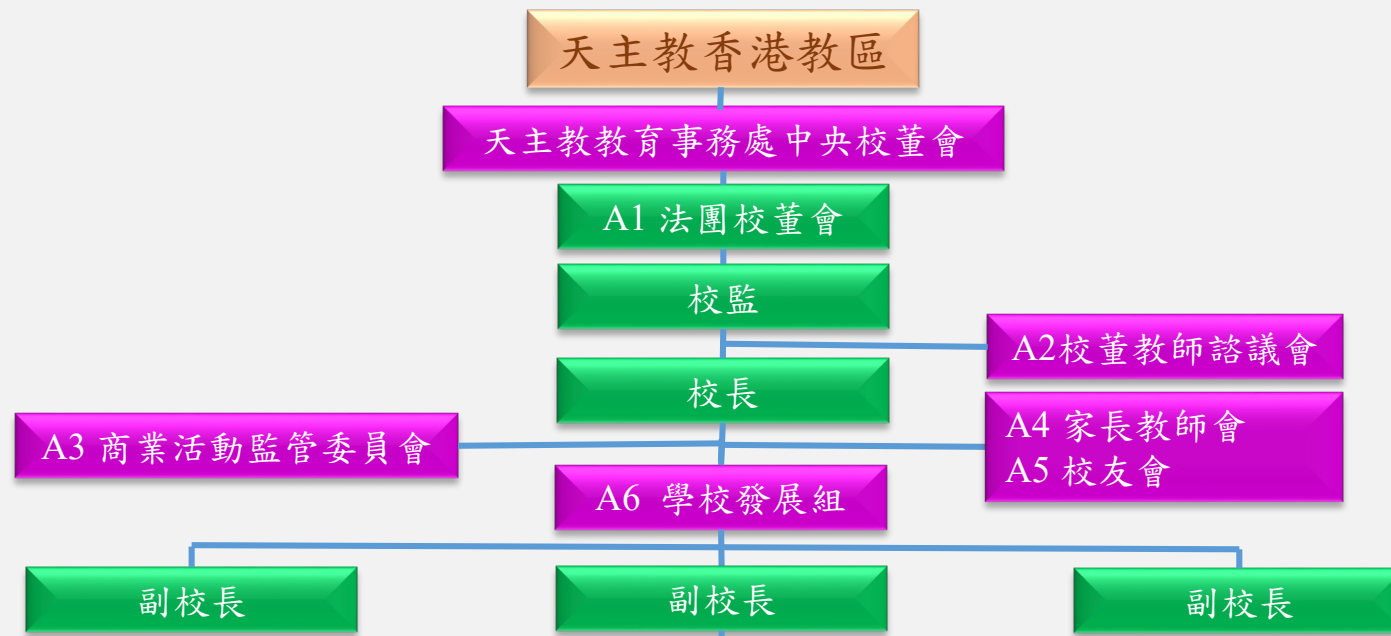 天主教香港教區
天主教教育事務處中央校董會
A1 法團校董會
校監
A2校董教師諮議會
校長
A3 商業活動監管委員會
A4 家長教師會
A5 校友會
A6 學校發展組
副校長
副校長
副校長